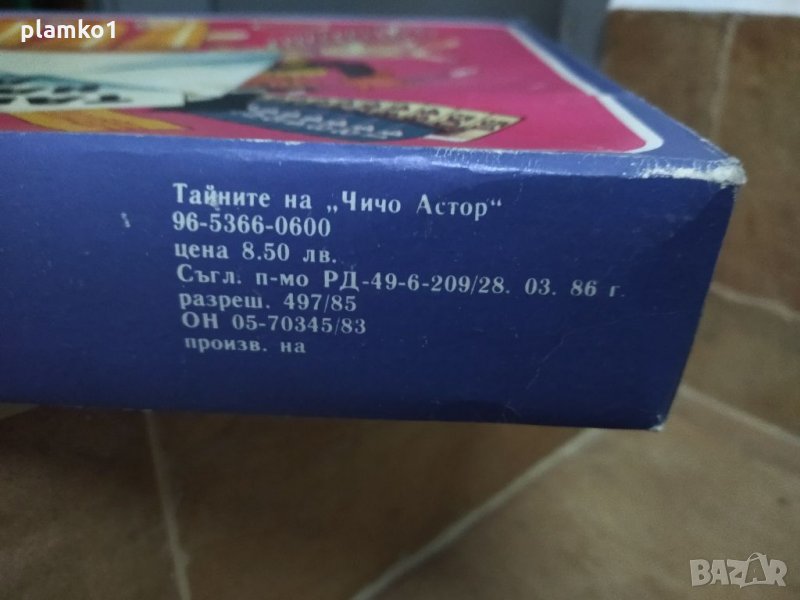 plamko1
Тайните на „Чичо Астор“
96-5366-0600
цена 8.50 лв.
Съгл. п-мо РД-49-6-209/28. 03. 86 г.
разреш. 497/85
ОН 05-70345/83
произв. на
BAZAR